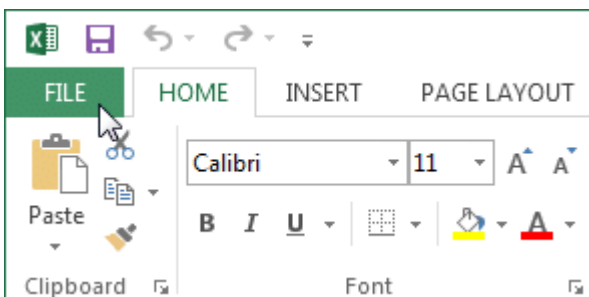 FILE HOME INSERT PAGE LAYOUT
Calibri 11 A A
Paste B I U A
Clipboard Font